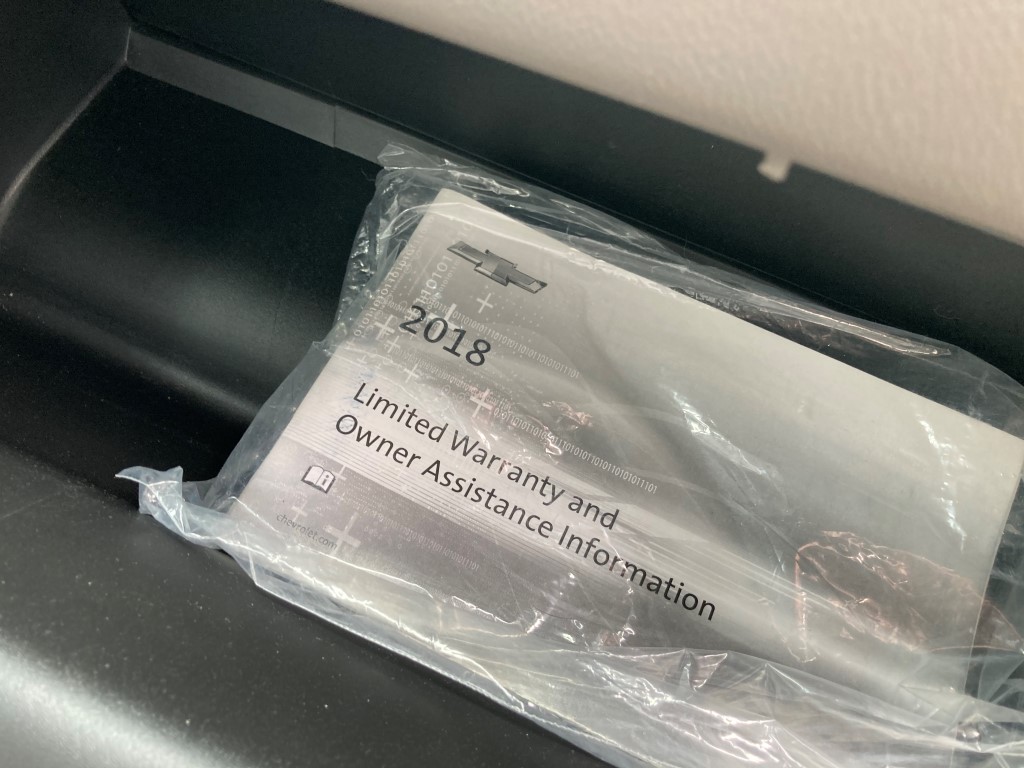 2018
Limited Warranty and
Owner Assistance Information
chevrolet.com